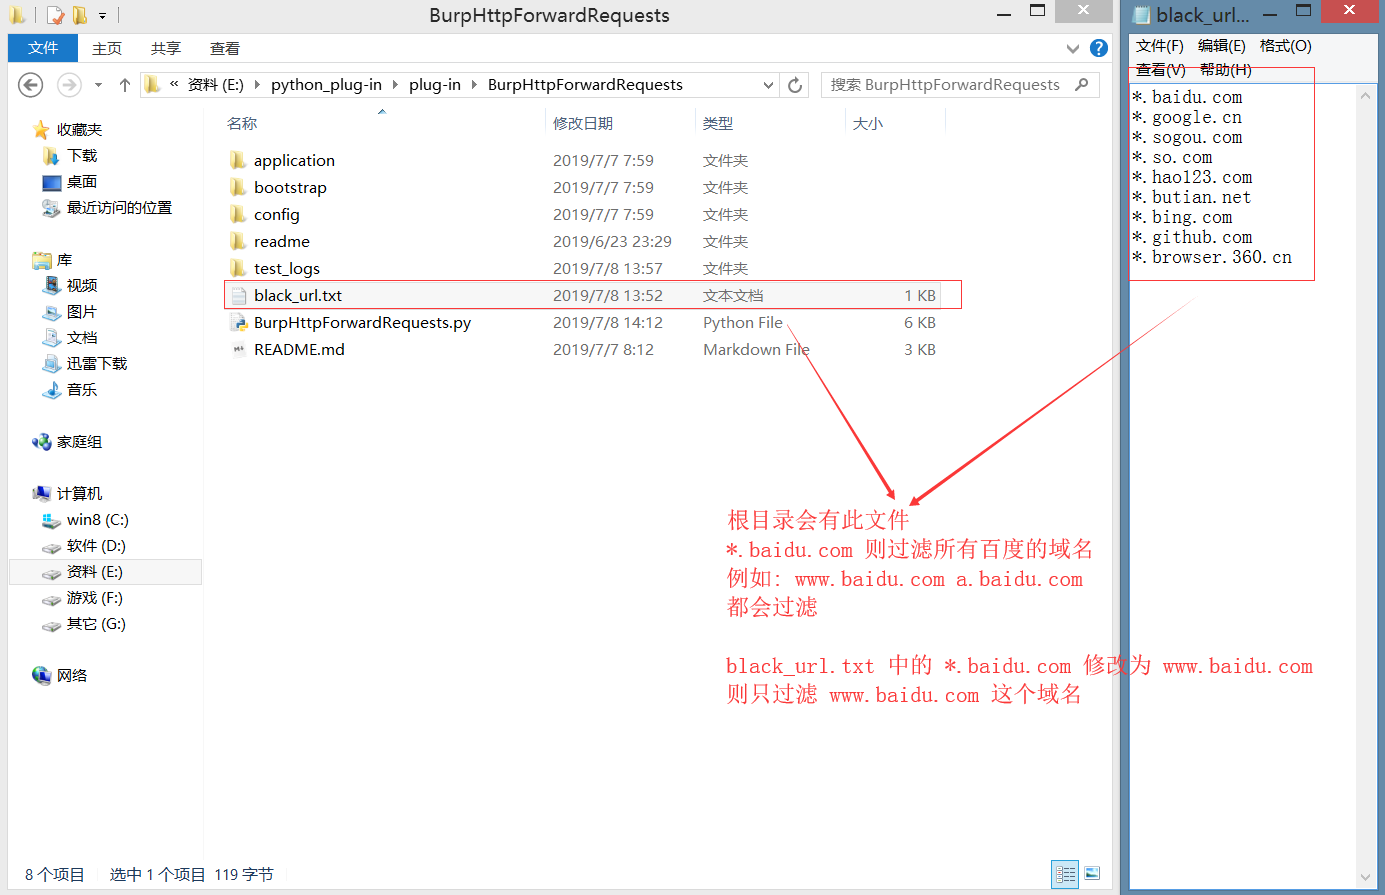 BurpHttpForwardRequests
文件 主页 共享 查看
« 资料 (E:) python_plug-in plug-in BurpHttpForwardRequests
搜索 BurpHttpForwardRequests
收藏夹
下载
桌面
最近访问的位置
库
视频
图片
文档
迅雷下载
音乐
家庭组
计算机
win8 (C:)
软件 (D:)
资料 (E:)
游戏 (F:)
其它 (G:)
网络
名称 修改日期 类型 大小
application 2019/7/7 7:59 文件夹
bootstrap 2019/7/7 7:59 文件夹
config 2019/7/7 7:59 文件夹
readme 2019/6/23 23:29 文件夹
test_logs 2019/7/8 13:57 文件夹
black_url.txt 2019/7/8 13:52 文本文档 1 KB
BurpHttpForwardRequests.py 2019/7/8 14:12 Python File 6 KB
README.md 2019/7/7 8:12 Markdown File 3 KB
根目录会有此文件
*.baidu.com 则过滤所有百度的域名
例如: www.baidu.com a.baidu.com
都会过滤
black_url.txt 中的 *.baidu.com 修改为 www.baidu.com
则只过滤 www.baidu.com 这个域名
8 个项目 选中 1 个项目 119 字节
black_url...
文件(F) 编辑(E) 格式(O)
查看(V) 帮助(H)
*.baidu.com
*.google.cn
*.sogou.com
*.so.com
*.hao123.com
*.butian.net
*.bing.com
*.github.com
*.browser.360.cn